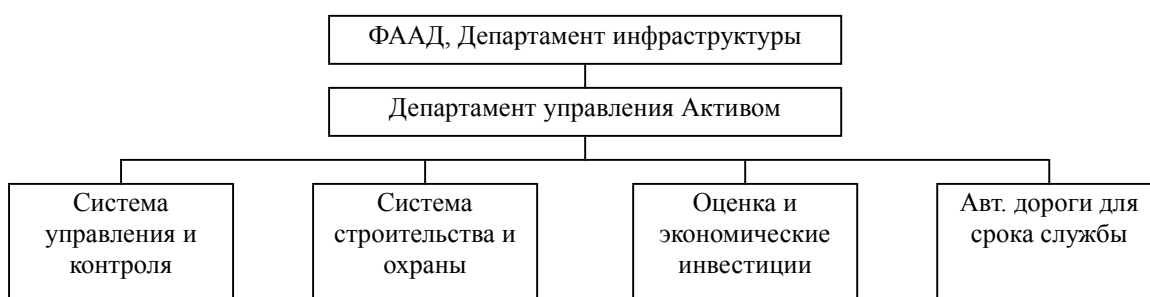 ФААД, Департамент инфраструктуры
Департамент управления Активом
Система
управления и
контроля
Система
строительства и
охраны
Оценка и
экономические
инвестиции
Авт. дороги для
срока службы